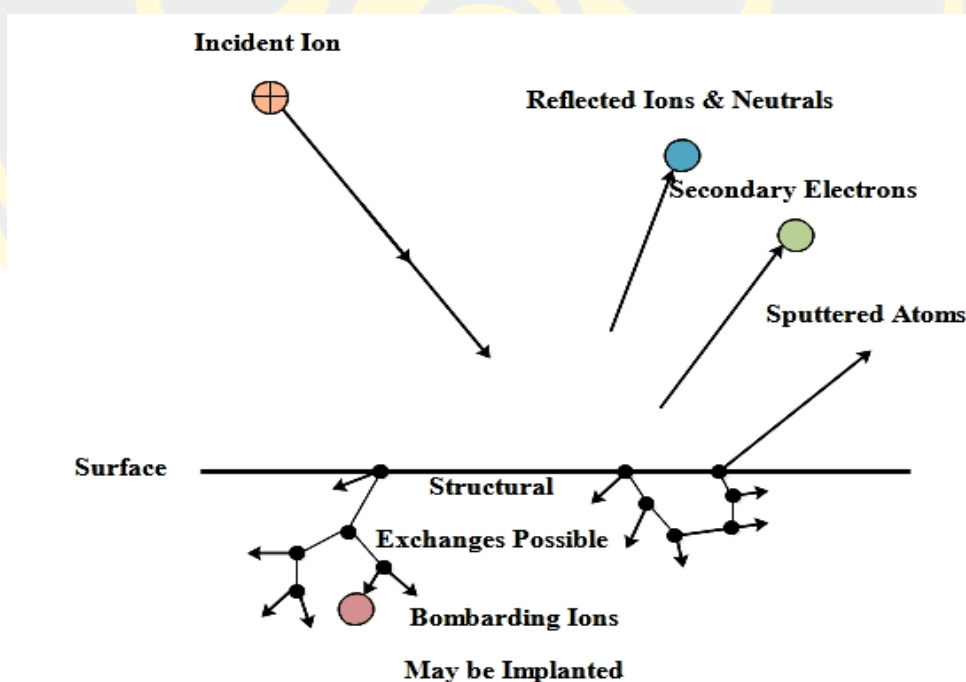 Incident Ion
Reflected Ions & Neutrals
Secondary Electrons
Sputtered Atoms
Surface
Structural
Exchanges Possible
Bombarding Ions
May be Implanted